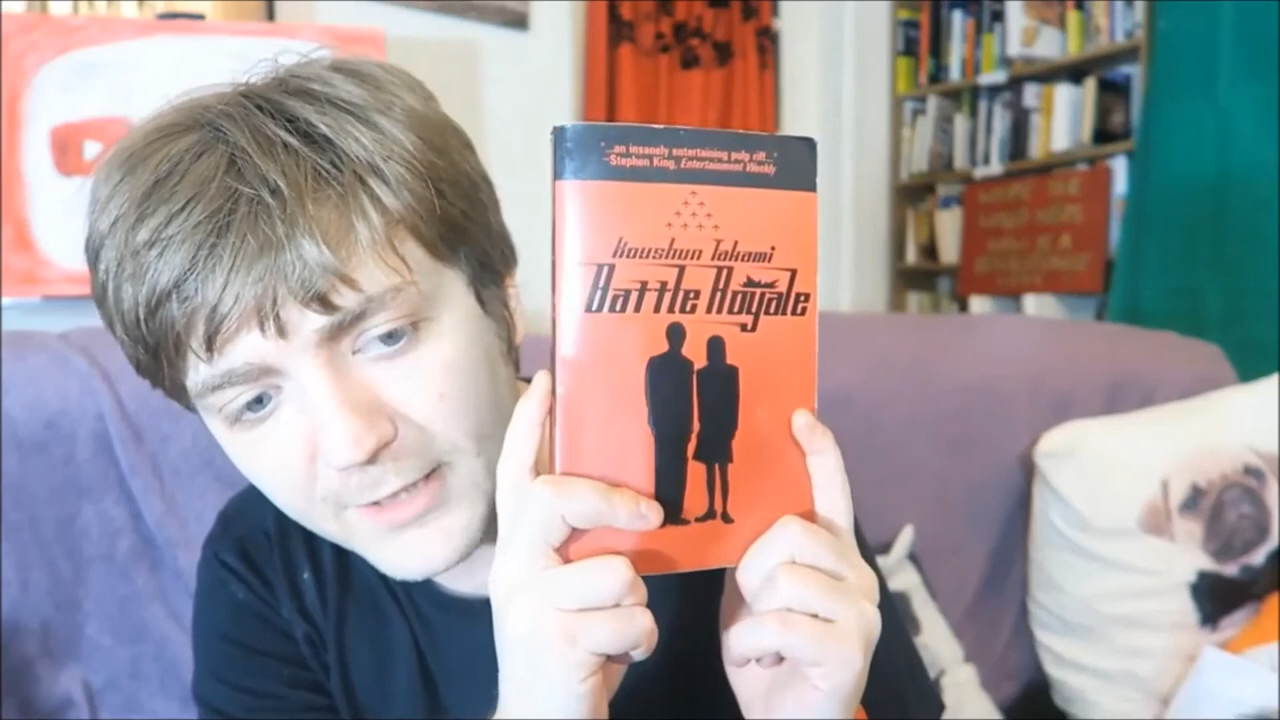 "...an insanely entertaining pulp riff..."
–Stephen King, Entertainment Weekly
Koushun Takami
Battle Royale